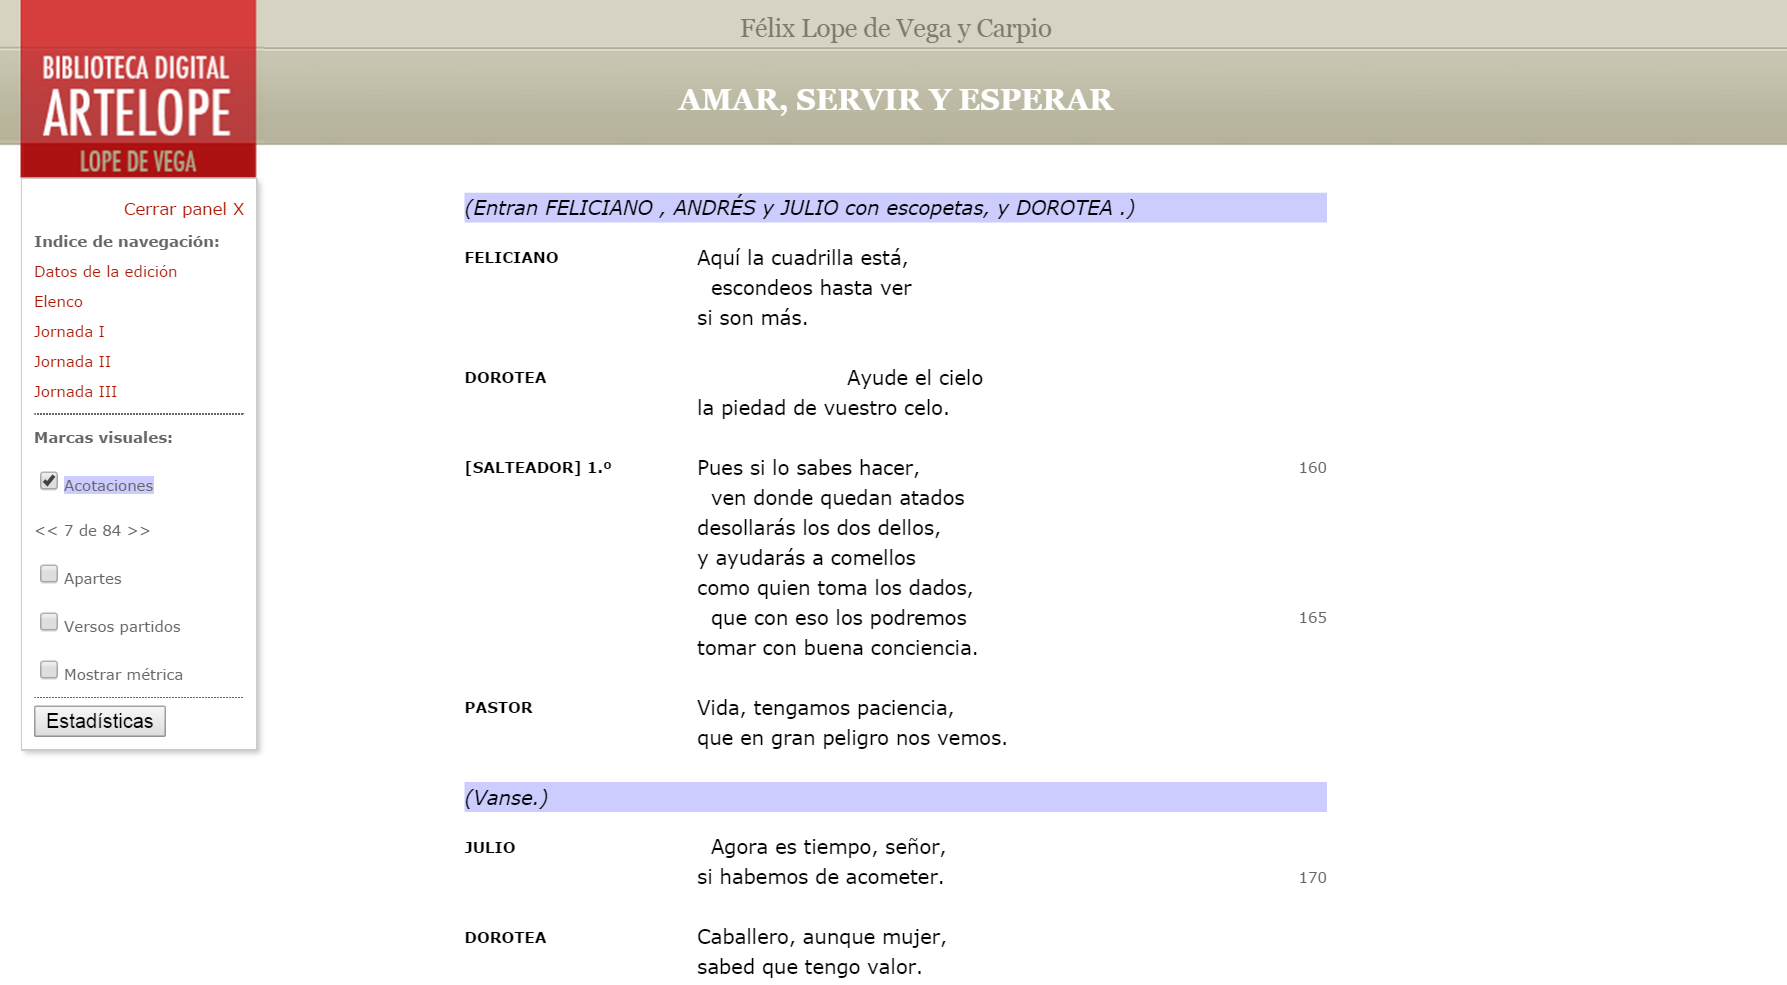 Félix Lope de Vega y Carpio
AMAR, SERVIR Y ESPERAR
BIBLIOTECA DIGITAL
ARTELOPE
LOPE DE VEGA
Cerrar panel X
Indice de navegación:
Datos de la edición
Elenco
Jornada I
Jornada II
Jornada III
Marcas visuales:
Acotaciones
<< 7 de 84 >>
Apartes
Versos partidos
Mostrar métrica
Estadísticas
(Entran FELICIANO , ANDRÉS y JULIO con escopetas, y DOROTEA .)
FELICIANO Aquí la cuadrilla está,
escondeos hasta ver
si son más.
DOROTEA Ayude el cielo
la piedad de vuestro celo.
[SALTEADOR] 1.º Pues si lo sabes hacer, 160
ven donde quedan atados
desollarás los dos dellos,
y ayudarás a comellos
como quien toma los dados,
que con eso los podremos 165
tomar con buena conciencia.
PASTOR Vida, tengamos paciencia,
que en gran peligro nos vemos.
(Vanse.)
JULIO Agora es tiempo, señor,
si habemos de acometer. 170
DOROTEA Caballero, aunque mujer,
sabed que tengo valor.